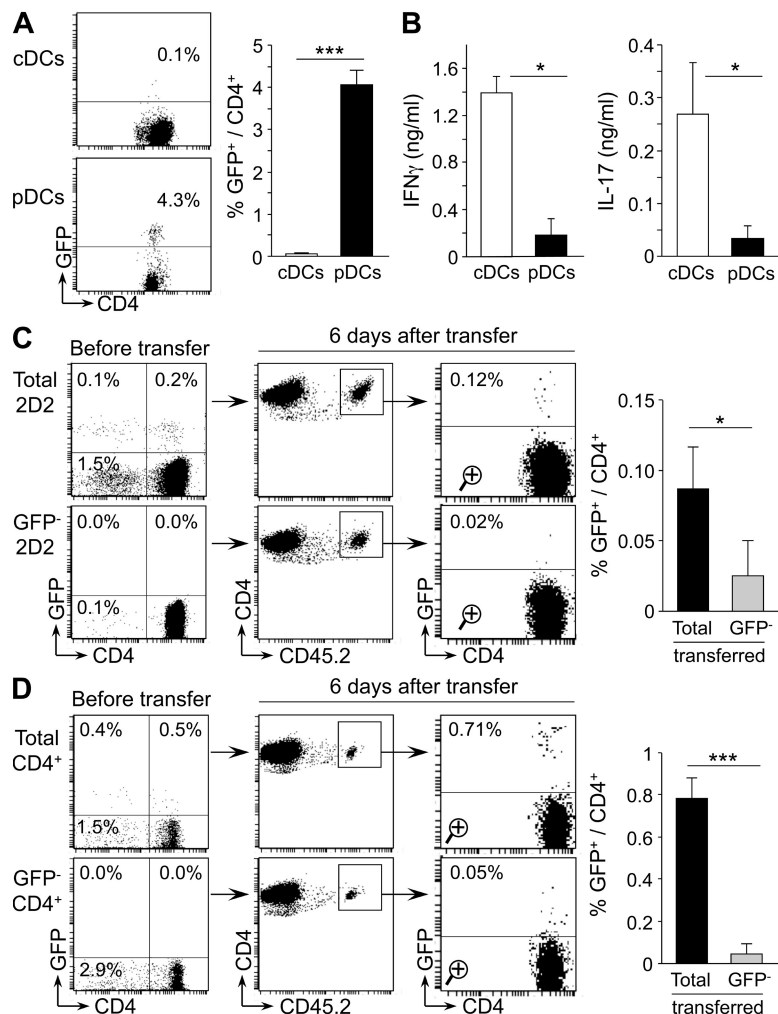 A
cDCs
0.1%
pDCs
4.3%
GFP
CD4
% GFP+ / CD4+
5
4
3
2
1
0
***
cDCs pDCs
B
IFNγ (ng/ml)
1.6
1.2
0.8
0.4
0
*
cDCs pDCs
IL-17 (ng/ml)
0.4
0.3
0.2
0.1
0
*
cDCs pDCs
C
Before transfer
6 days after transfer
Total
2D2
0.1% 0.2%
1.5%
0.12%
GFP-
2D2
0.0% 0.0%
0.1%
0.02%
GFP
CD4
CD4
CD45.2
GFP
CD4
% GFP+ / CD4+
0.15
0.10
0.05
0
*
Total GFP-
transferred
D
Before transfer
6 days after transfer
Total
CD4+
0.4% 0.5%
1.5%
0.71%
GFP-
CD4+
0.0% 0.0%
2.9%
0.05%
GFP
CD4
CD4
CD45.2
GFP
CD4
% GFP+ / CD4+
1
0.8
0.6
0.4
0.2
0
***
Total GFP-
transferred